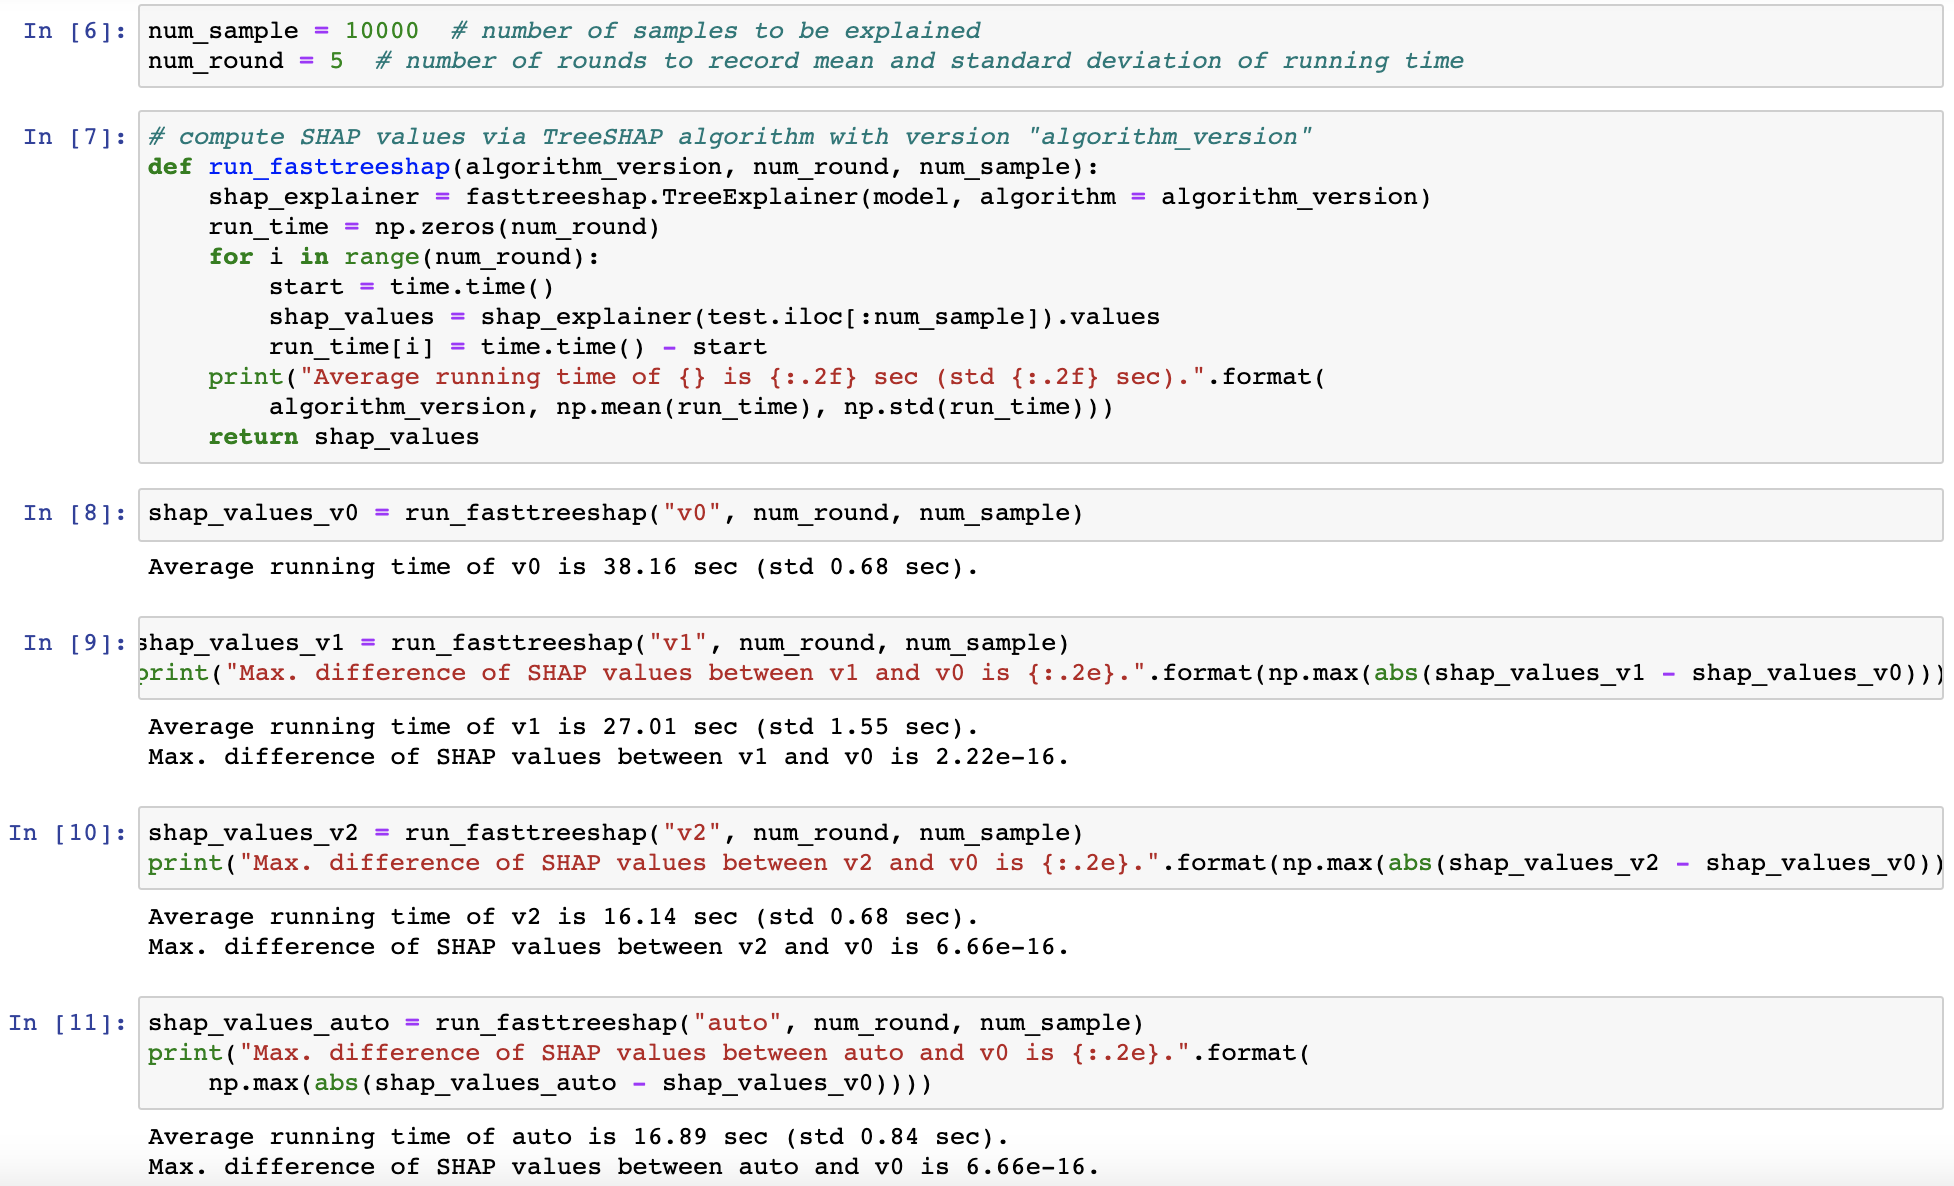 In [6]: num_sample = 10000  # number of samples to be explained
num_round = 5  # number of rounds to record mean and standard deviation of running time
In [7]: # compute SHAP values via TreeSHAP algorithm with version "algorithm_version"
def run_fasttreeshap(algorithm_version, num_round, num_sample):
    shap_explainer = fasttreeshap.TreeExplainer(model, algorithm = algorithm_version)
    run_time = np.zeros(num_round)
    for i in range(num_round):
        start = time.time()
        shap_values = shap_explainer(test.iloc[:num_sample]).values
        run_time[i] = time.time() - start
    print("Average running time of {} is {:.2f} sec (std {:.2f} sec).".format(
        algorithm_version, np.mean(run_time), np.std(run_time)))
    return shap_values
In [8]: shap_values_v0 = run_fasttreeshap("v0", num_round, num_sample)
Average running time of v0 is 38.16 sec (std 0.68 sec).
In [9]: shap_values_v1 = run_fasttreeshap("v1", num_round, num_sample)
print("Max. difference of SHAP values between v1 and v0 is {:.2e}.".format(np.max(abs(shap_values_v1 - shap_values_v0)))
Average running time of v1 is 27.01 sec (std 1.55 sec).
Max. difference of SHAP values between v1 and v0 is 2.22e-16.
In [10]: shap_values_v2 = run_fasttreeshap("v2", num_round, num_sample)
print("Max. difference of SHAP values between v2 and v0 is {:.2e}.".format(np.max(abs(shap_values_v2 - shap_values_v0))
Average running time of v2 is 16.14 sec (std 0.68 sec).
Max. difference of SHAP values between v2 and v0 is 6.66e-16.
In [11]: shap_values_auto = run_fasttreeshap("auto", num_round, num_sample)
print("Max. difference of SHAP values between auto and v0 is {:.2e}.".format(
    np.max(abs(shap_values_auto - shap_values_v0))))
Average running time of auto is 16.89 sec (std 0.84 sec).
Max. difference of SHAP values between auto and v0 is 6.66e-16.